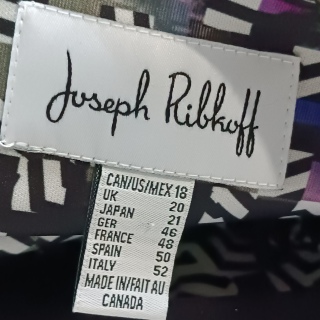 Joseph Ribkoff
CAN/US/MEX 18
UK 20
JAPAN 21
GER 46
FRANCE 48
SPAIN 50
ITALY 52
MADE IN/FAIT AU
CANADA